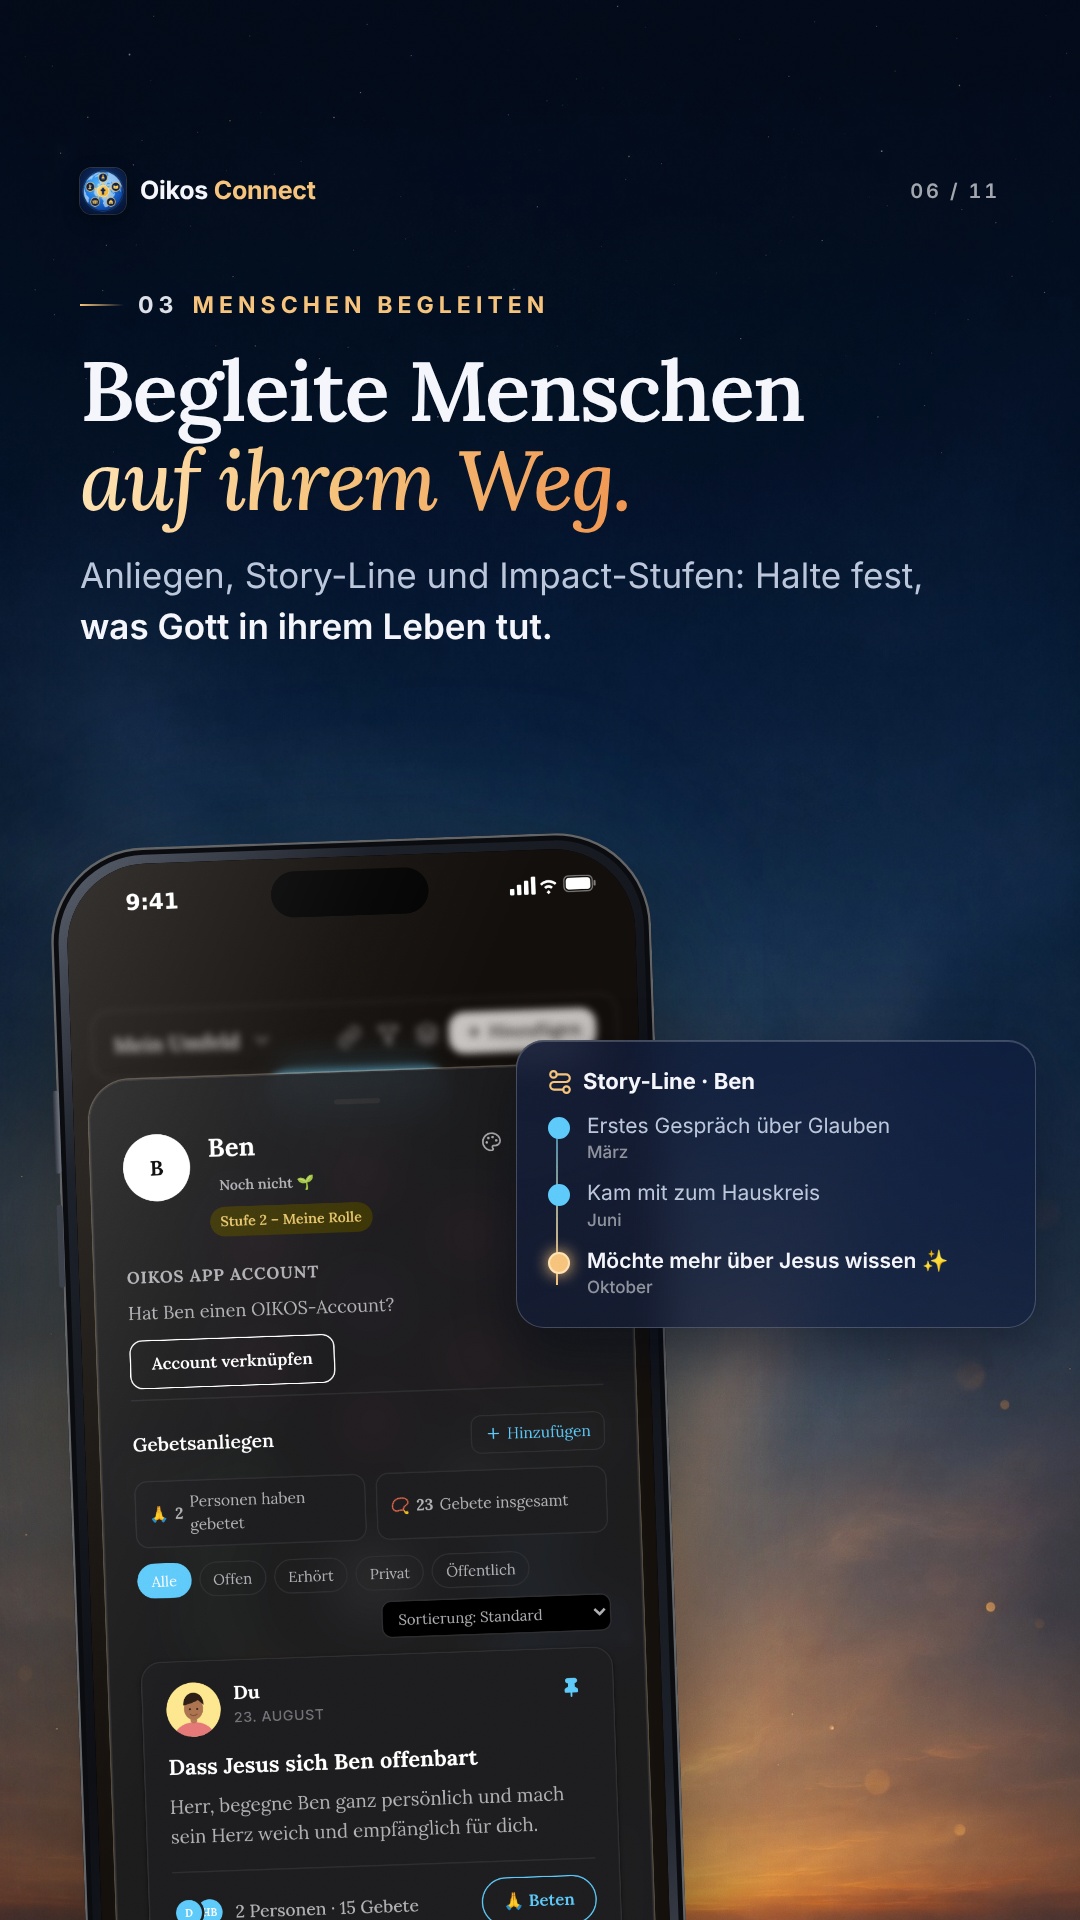 Oikos Connect
06 / 11
03 MENSCHEN BEGLEITEN
Begleite Menschen
auf ihrem Weg.
Anliegen, Story-Line und Impact-Stufen: Halte fest,
was Gott in ihrem Leben tut.
9:41
Mein Umfeld
+ Hinzufügen
B
Ben
Noch nicht 🌱
Stufe 2 – Meine Rolle
OIKOS APP ACCOUNT
Hat Ben einen OIKOS-Account?
Account verknüpfen
Story-Line · Ben
Erstes Gespräch über Glauben
März
Kam mit zum Hauskreis
Juni
Möchte mehr über Jesus wissen ✨
Oktober
Gebetsanliegen
+ Hinzufügen
🙏 2 Personen haben
gebetet
📿 23 Gebete insgesamt
Alle
Offen
Erhört
Privat
Öffentlich
Sortierung: Standard
Du
23. AUGUST
Dass Jesus sich Ben offenbart
Herr, begegne Ben ganz persönlich und mach
sein Herz weich und empfänglich für dich.
D
HB
2 Personen · 15 Gebete
🙏 Beten